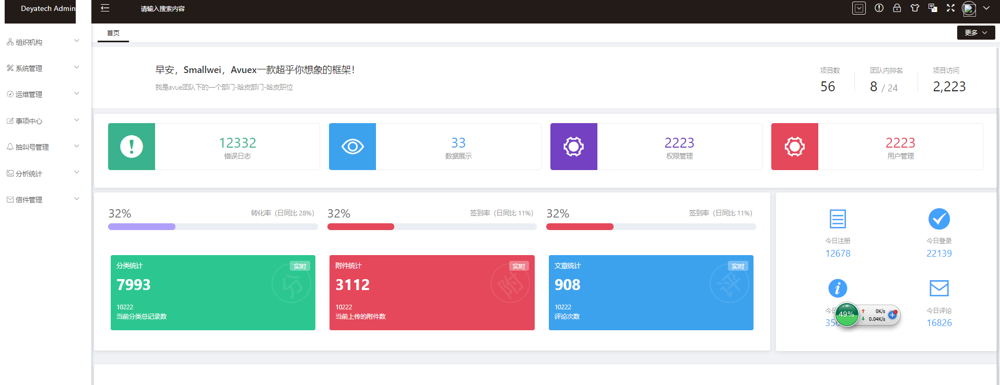 Deyatech Admin
请输入搜索内容
组织机构
系统管理
运维管理
事项中心
抽叫号管理
分析统计
信件管理
首页
更多
早安，Smallwei，Avuex一款超乎你想象的框架！
我是avue团队下的一个部门-哈皮部门-哈皮职位
项目数
56
团队内排名
8 / 24
项目访问
2,223
12332
错误日志
33
数据展示
2223
权限管理
2223
用户管理
32%
转化率（日同比 28%）
32%
签到率（日同比 11%）
32%
签到率（日同比 11%）
分类统计
实时
7993
分
10222
当前分类总记录数
附件统计
实时
3112
附
10222
当前上传的附件数
文章统计
实时
908
评
10222
评论次数
今日注册
12678
今日登录
22139
今日评论
16826
49%
0K/s
0.04K/s